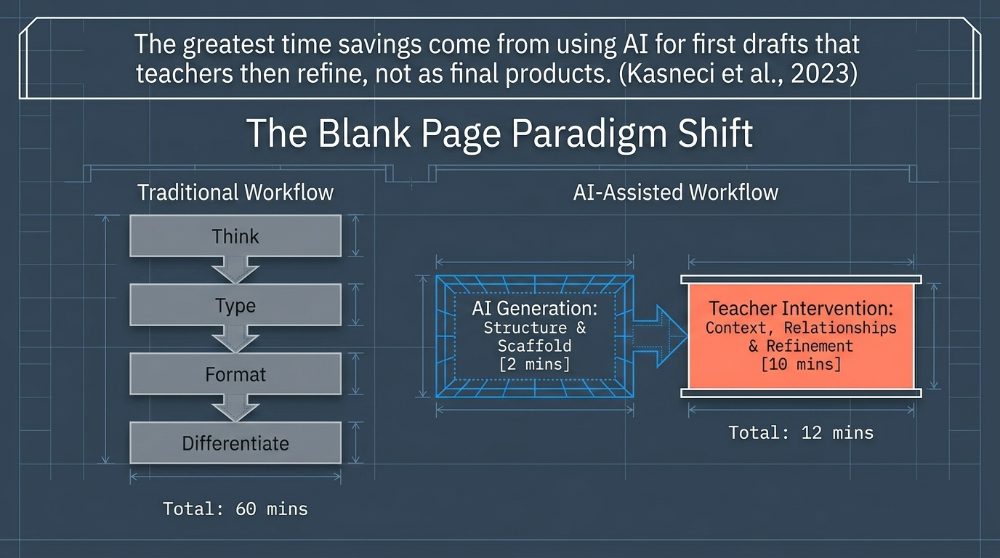 The greatest time savings come from using AI for first drafts that
teachers then refine, not as final products. (Kasneci et al., 2023)
The Blank Page Paradigm Shift
Traditional Workflow
Think
Type
Format
Differentiate
Total: 60 mins
AI-Assisted Workflow
AI Generation:
Structure &
Scaffold
[2 mins]
Teacher Intervention:
Context, Relationships
& Refinement
[10 mins]
Total: 12 mins